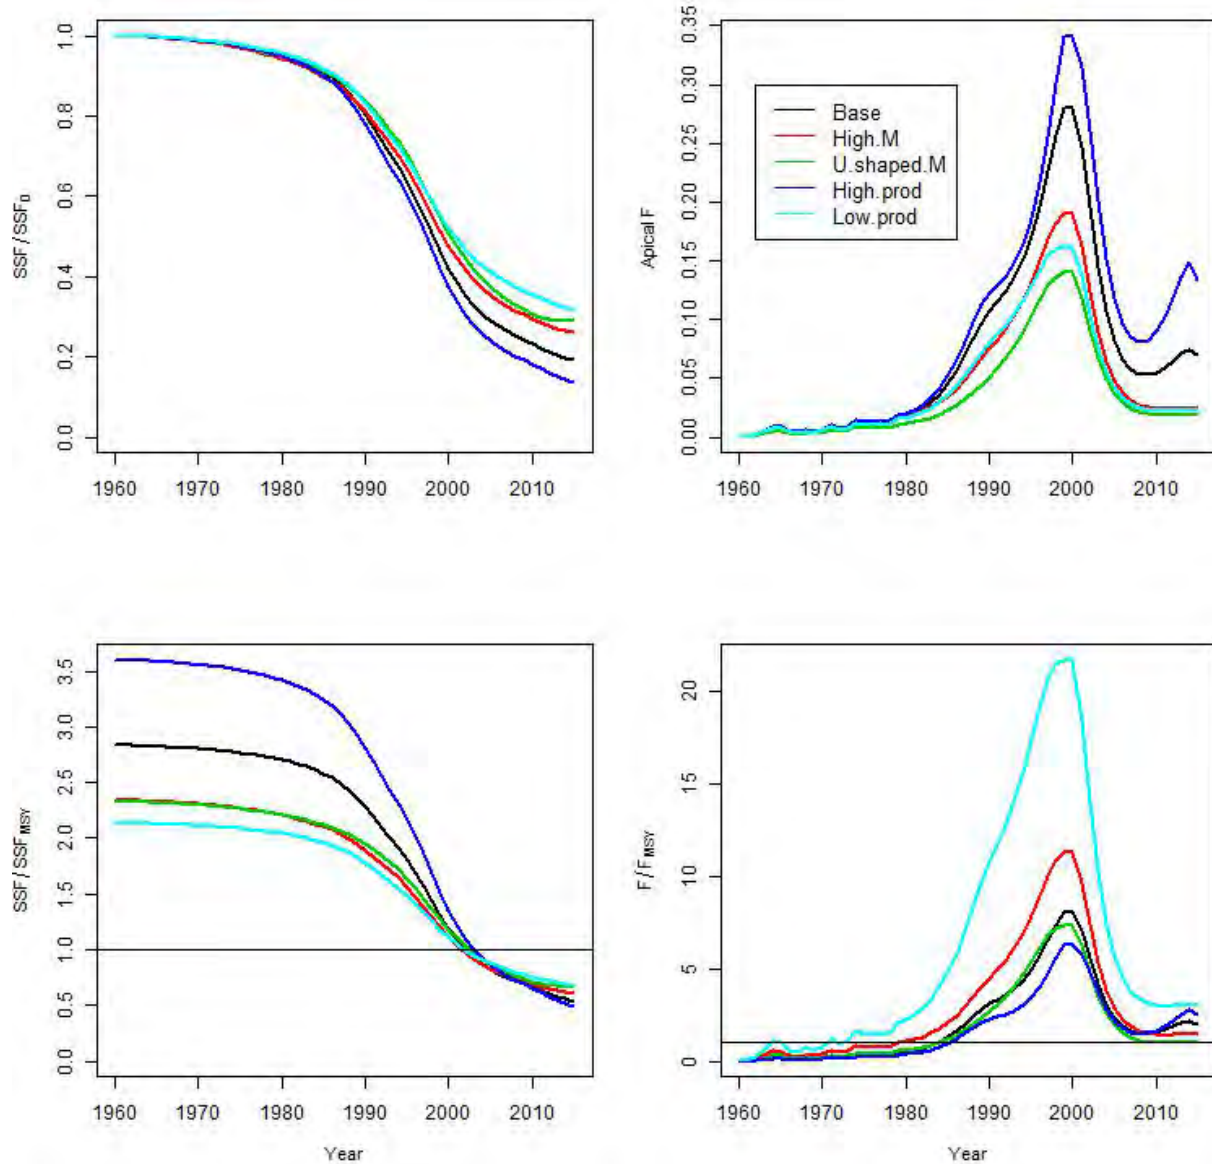 SSF / SSF0
1.0
0.8
0.6
0.4
0.2
0.0
1960 1970 1980 1990 2000 2010
Apical F
0.35
0.30
0.25
0.20
0.15
0.10
0.05
0.00
Base
High.M
U.shaped.M
High.prod
Low.prod
1960 1970 1980 1990 2000 2010
SSF / SSFMSY
3.5
3.0
2.5
2.0
1.5
1.0
0.5
0.0
1960 1970 1980 1990 2000 2010
Year
F / FMSY
20
15
10
5
0
1960 1970 1980 1990 2000 2010
Year